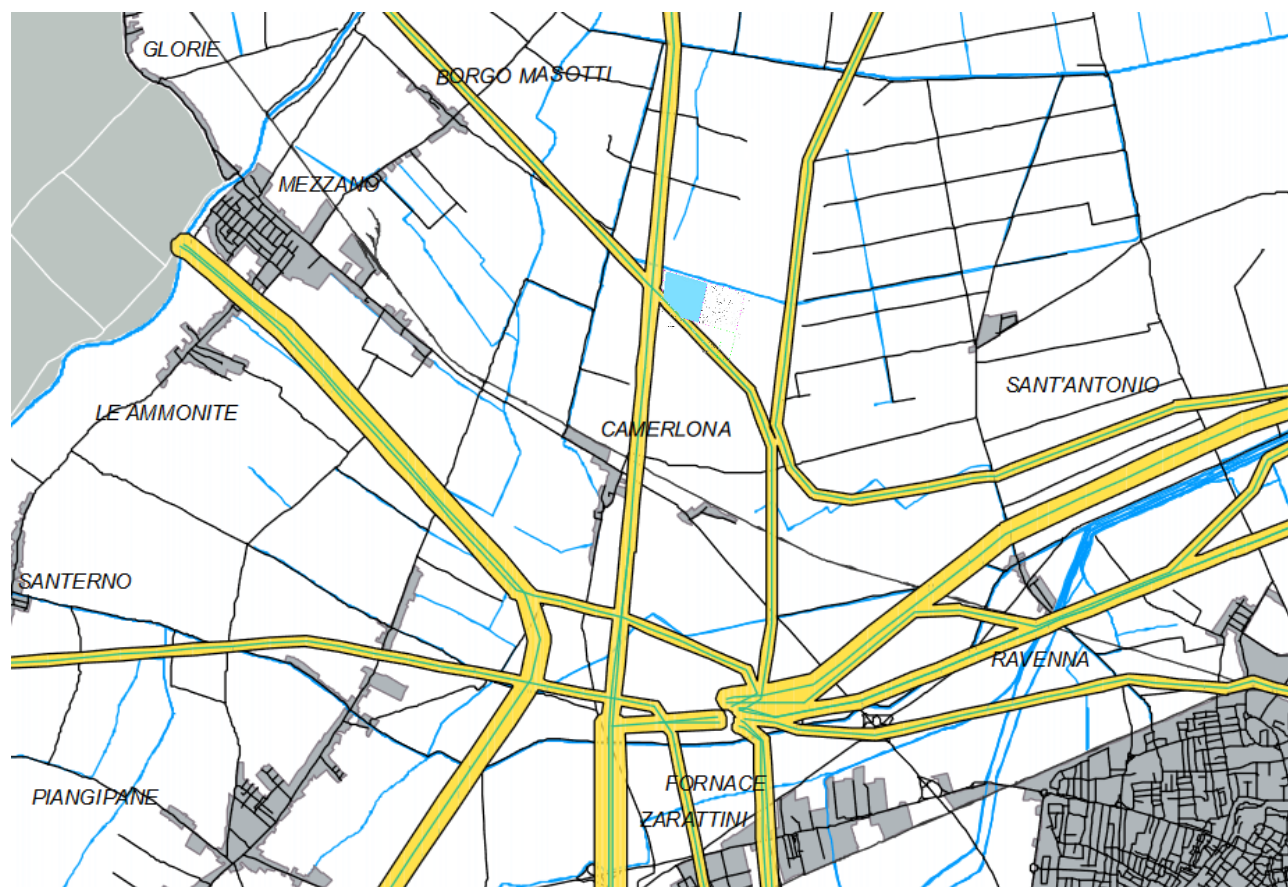 GLORIE
BORGO MASOTTI
MEZZANO
SANT'ANTONIO
LE AMMONITE
CAMERLONA
SANTERNO
RAVENNA
FORNACE
ZARATTINI
PIANGIPANE